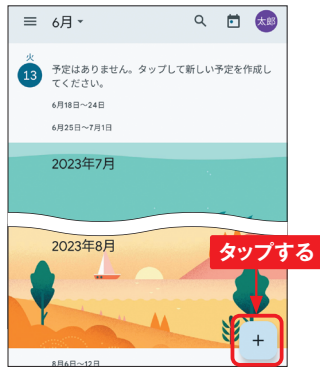 6月
太郎
火
13
予定はありません。タップして新しい予定を作成し
てください。
6月18日~24日
6月25日~7月1日
2023年7月
2023年8月
タップする
+
8月6日~12日